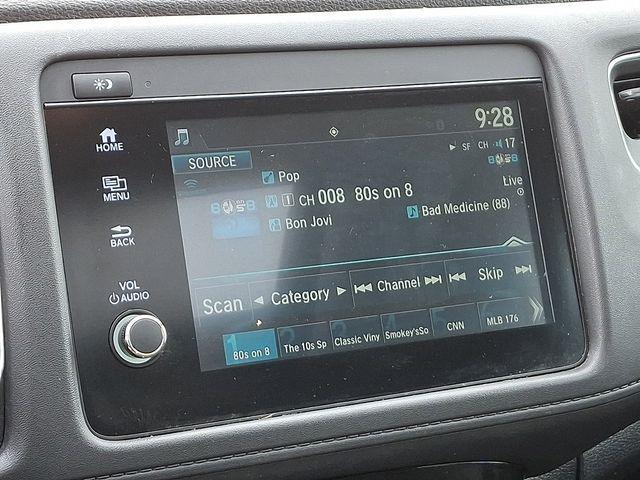 9:28
HOME
SOURCE
SF CH 17
Pop
MENU
CH 008 80s on 8
Live
Bon Jovi
Bad Medicine (88)
BACK
VOL
AUDIO
Scan
Category
Channel
Skip
1
80s on 8
The 10s Sp
Classic Viny
Smokey'sSo
CNN
MLB 176